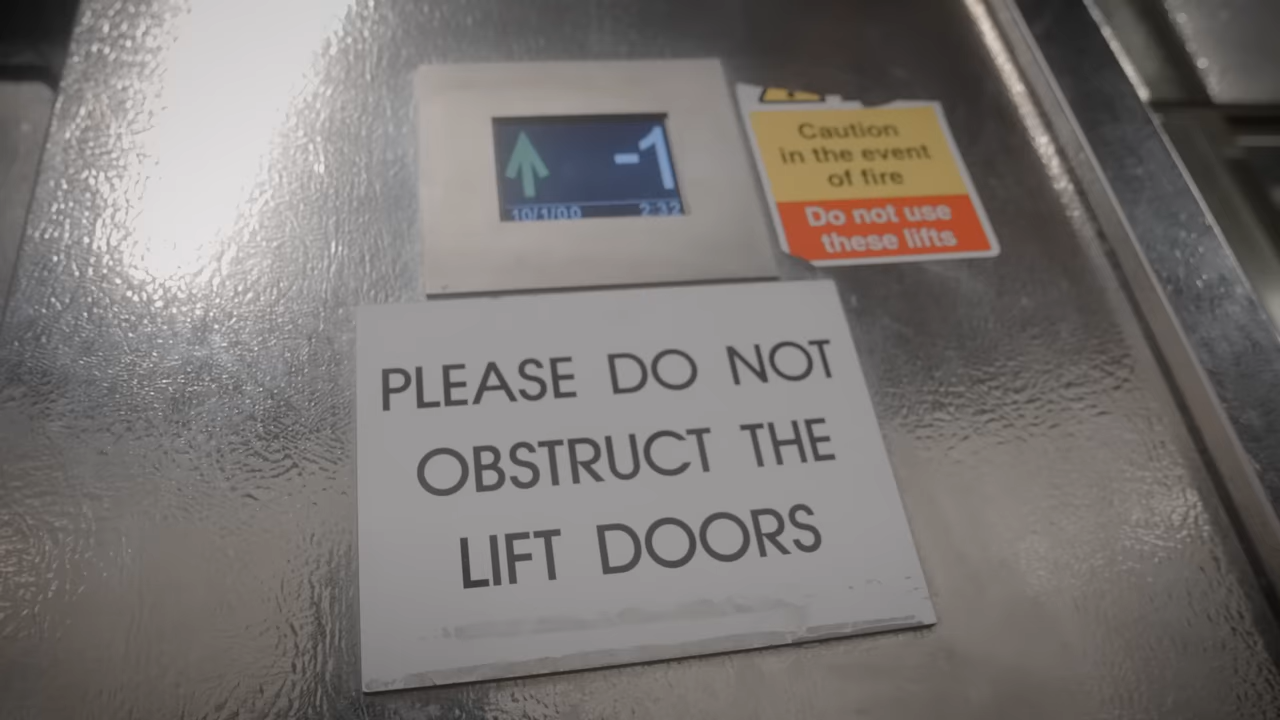 -1
10/1/00 2:32
Caution
in the event
of fire
Do not use
these lifts
PLEASE DO NOT
OBSTRUCT THE
LIFT DOORS